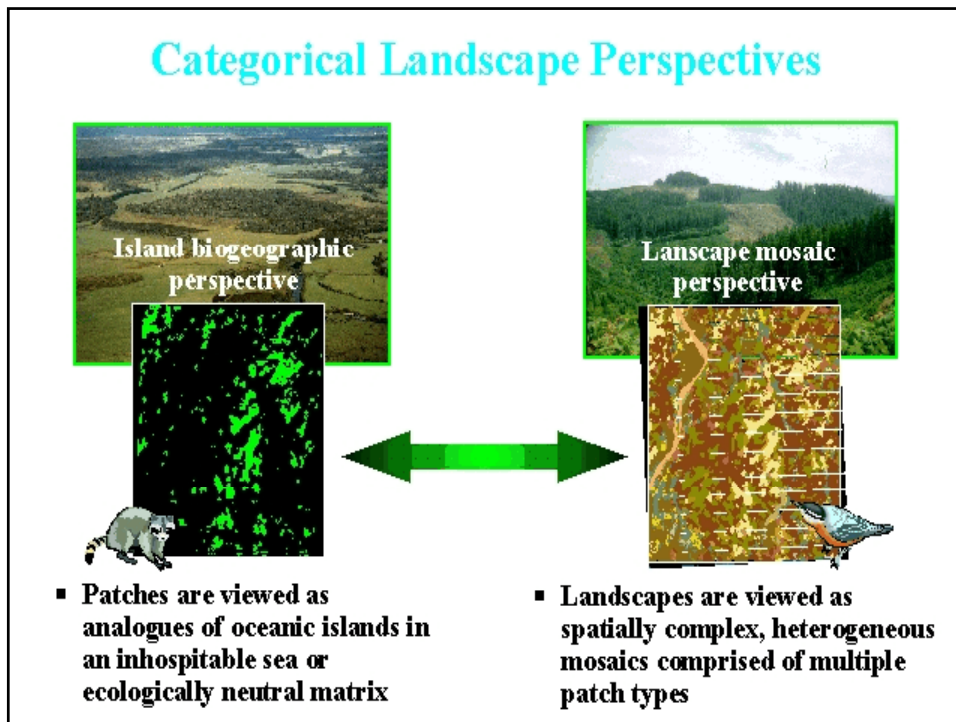 Categorical Landscape Perspectives
Island biogeographic
perspective
Lanscape mosaic
perspective
▪ Patches are viewed as
analogues of oceanic islands in
an inhospitable sea or
ecologically neutral matrix
▪ Landscapes are viewed as
spatially complex, heterogeneous
mosaics comprised of multiple
patch types